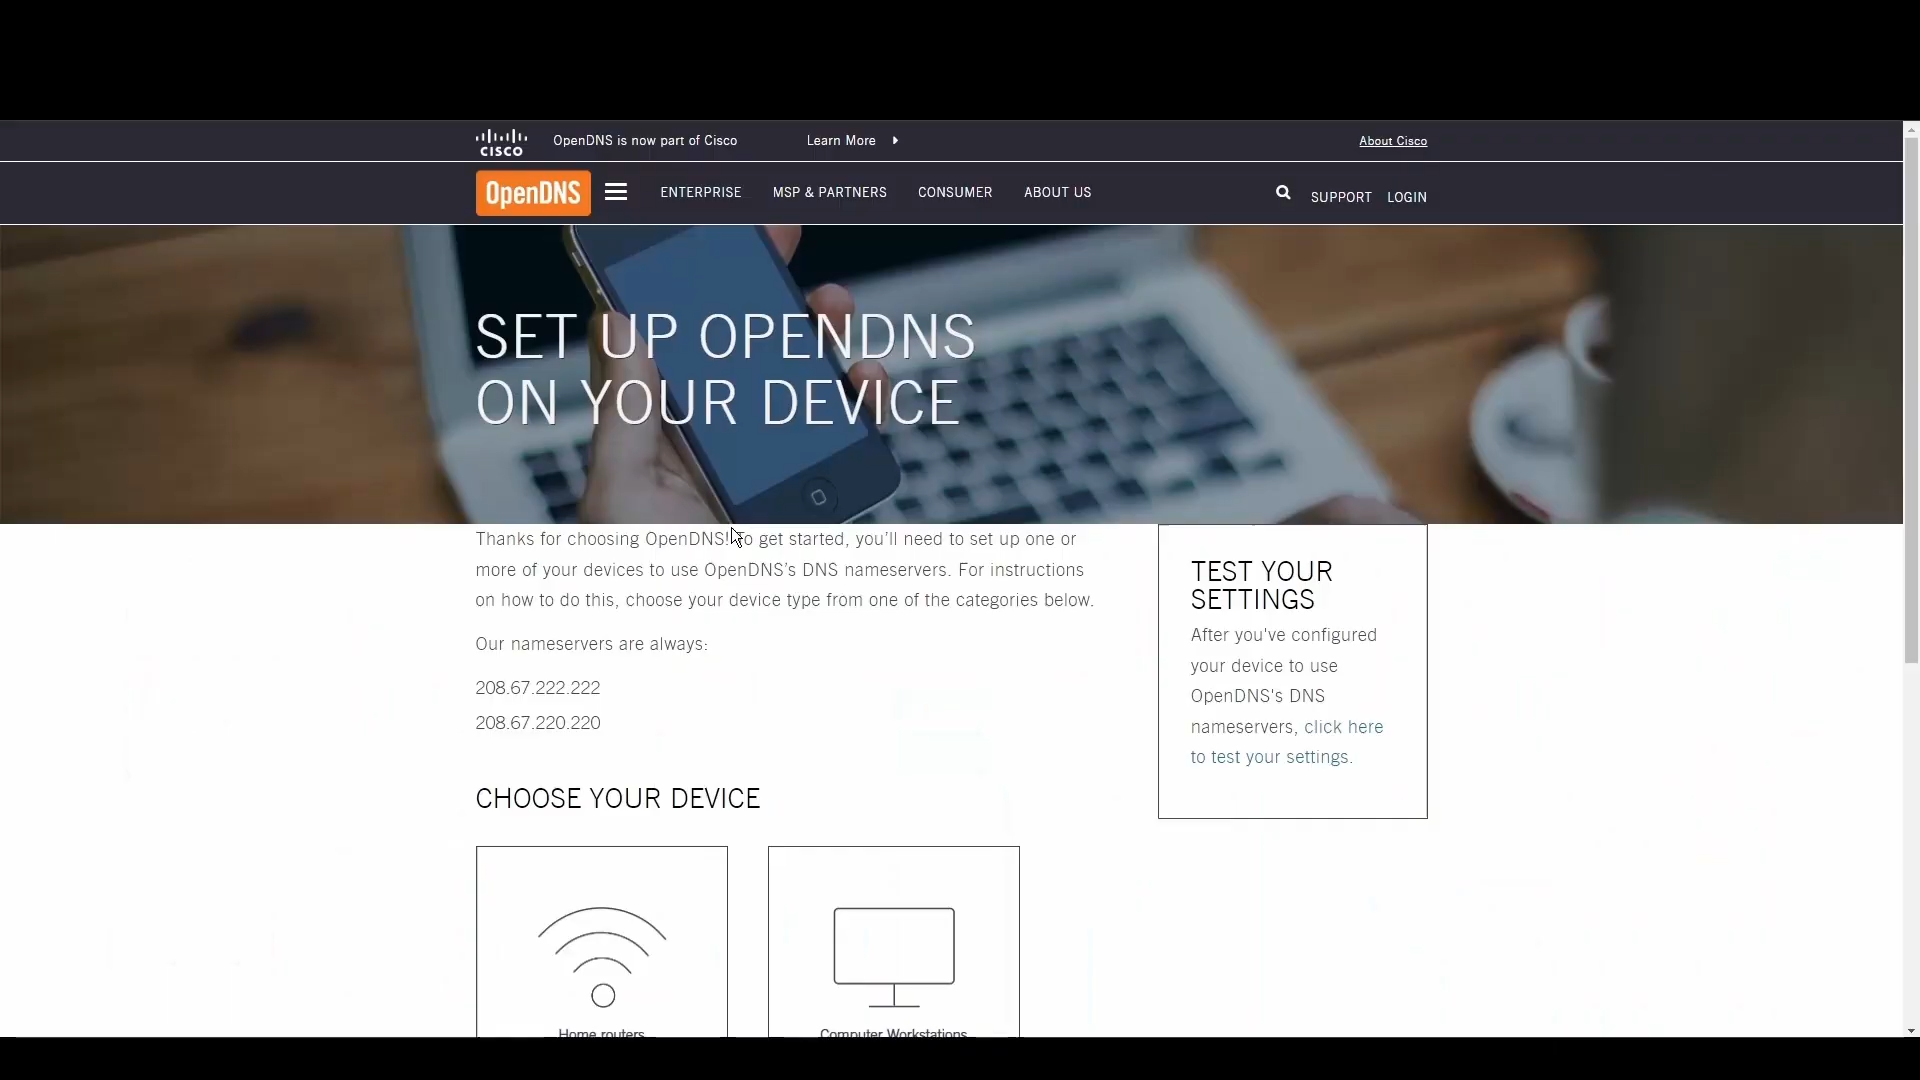 CISCO
OpenDNS is now part of Cisco
Learn More
About Cisco
OpenDNS
ENTERPRISE
MSP & PARTNERS
CONSUMER
ABOUT US
SUPPORT
LOGIN
SET UP OPENDNS
ON YOUR DEVICE
Thanks for choosing OpenDNS! To get started, you’ll need to set up one or
more of your devices to use OpenDNS’s DNS nameservers. For instructions
on how to do this, choose your device type from one of the categories below.
Our nameservers are always:
208.67.222.222
208.67.220.220
CHOOSE YOUR DEVICE
Home routers
Computer Workstations
TEST YOUR
SETTINGS
After you've configured
your device to use
OpenDNS's DNS
nameservers, click here
to test your settings.